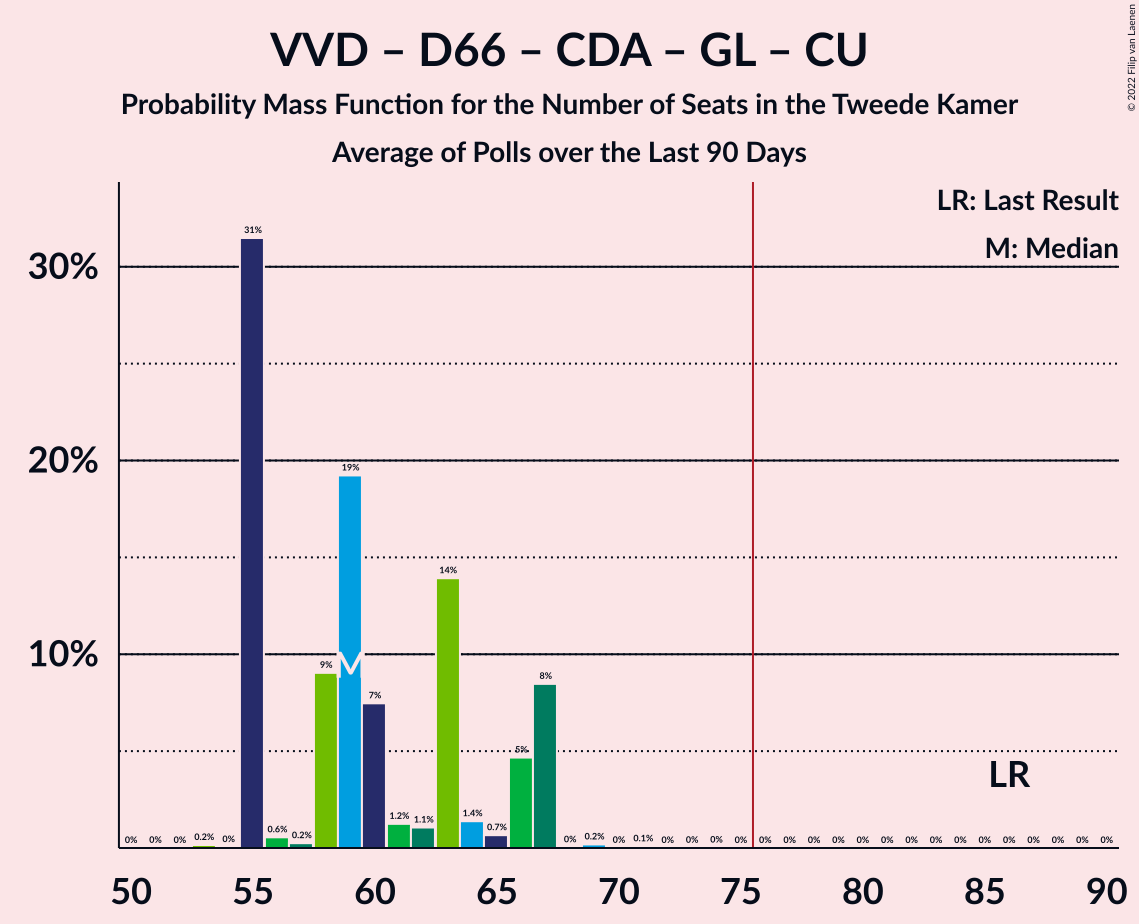 VVD – D66 – CDA – GL – CU
Probability Mass Function for the Number of Seats in the Tweede Kamer
Average of Polls over the Last 90 Days
© 2022 Filip van Laenen
LR: Last Result
M: Median
30%
20%
10%
0% 0% 0% 0.2% 0% 31% 0.6% 0.2% 9% 19% 7% 1.2% 1.1% 14% 1.4% 0.7% 5% 8% 0% 0.2% 0% 0.1% 0% 0% 0% 0% 0% 0% 0% 0% 0% 0% 0% 0% 0% 0% 0% 0% 0% 0% 0%
M
LR
50 55 60 65 70 75 80 85 90